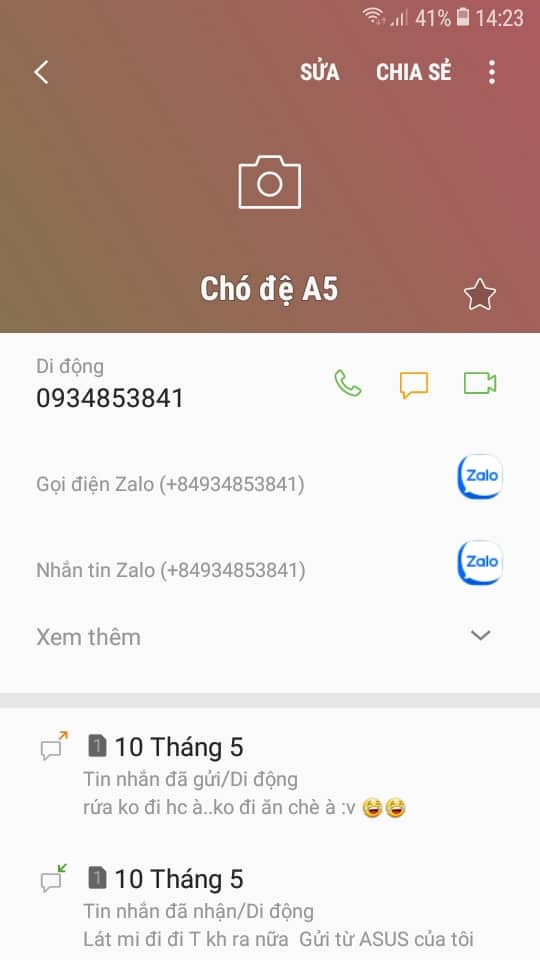 41% 14:23
SỬA CHIA SẺ
Chó đệ A5
Di động
0934853841
Gọi điện Zalo (+84934853841)
Zalo
Nhắn tin Zalo (+84934853841)
Zalo
Xem thêm
1 10 Tháng 5
Tin nhắn đã gửi/Di động
rứa ko đi hc à..ko đi ăn chè à :v 😂😂
1 10 Tháng 5
Tin nhắn đã nhận/Di động
Lát mi đi đi T kh ra nữa Gửi từ ASUS của tôi